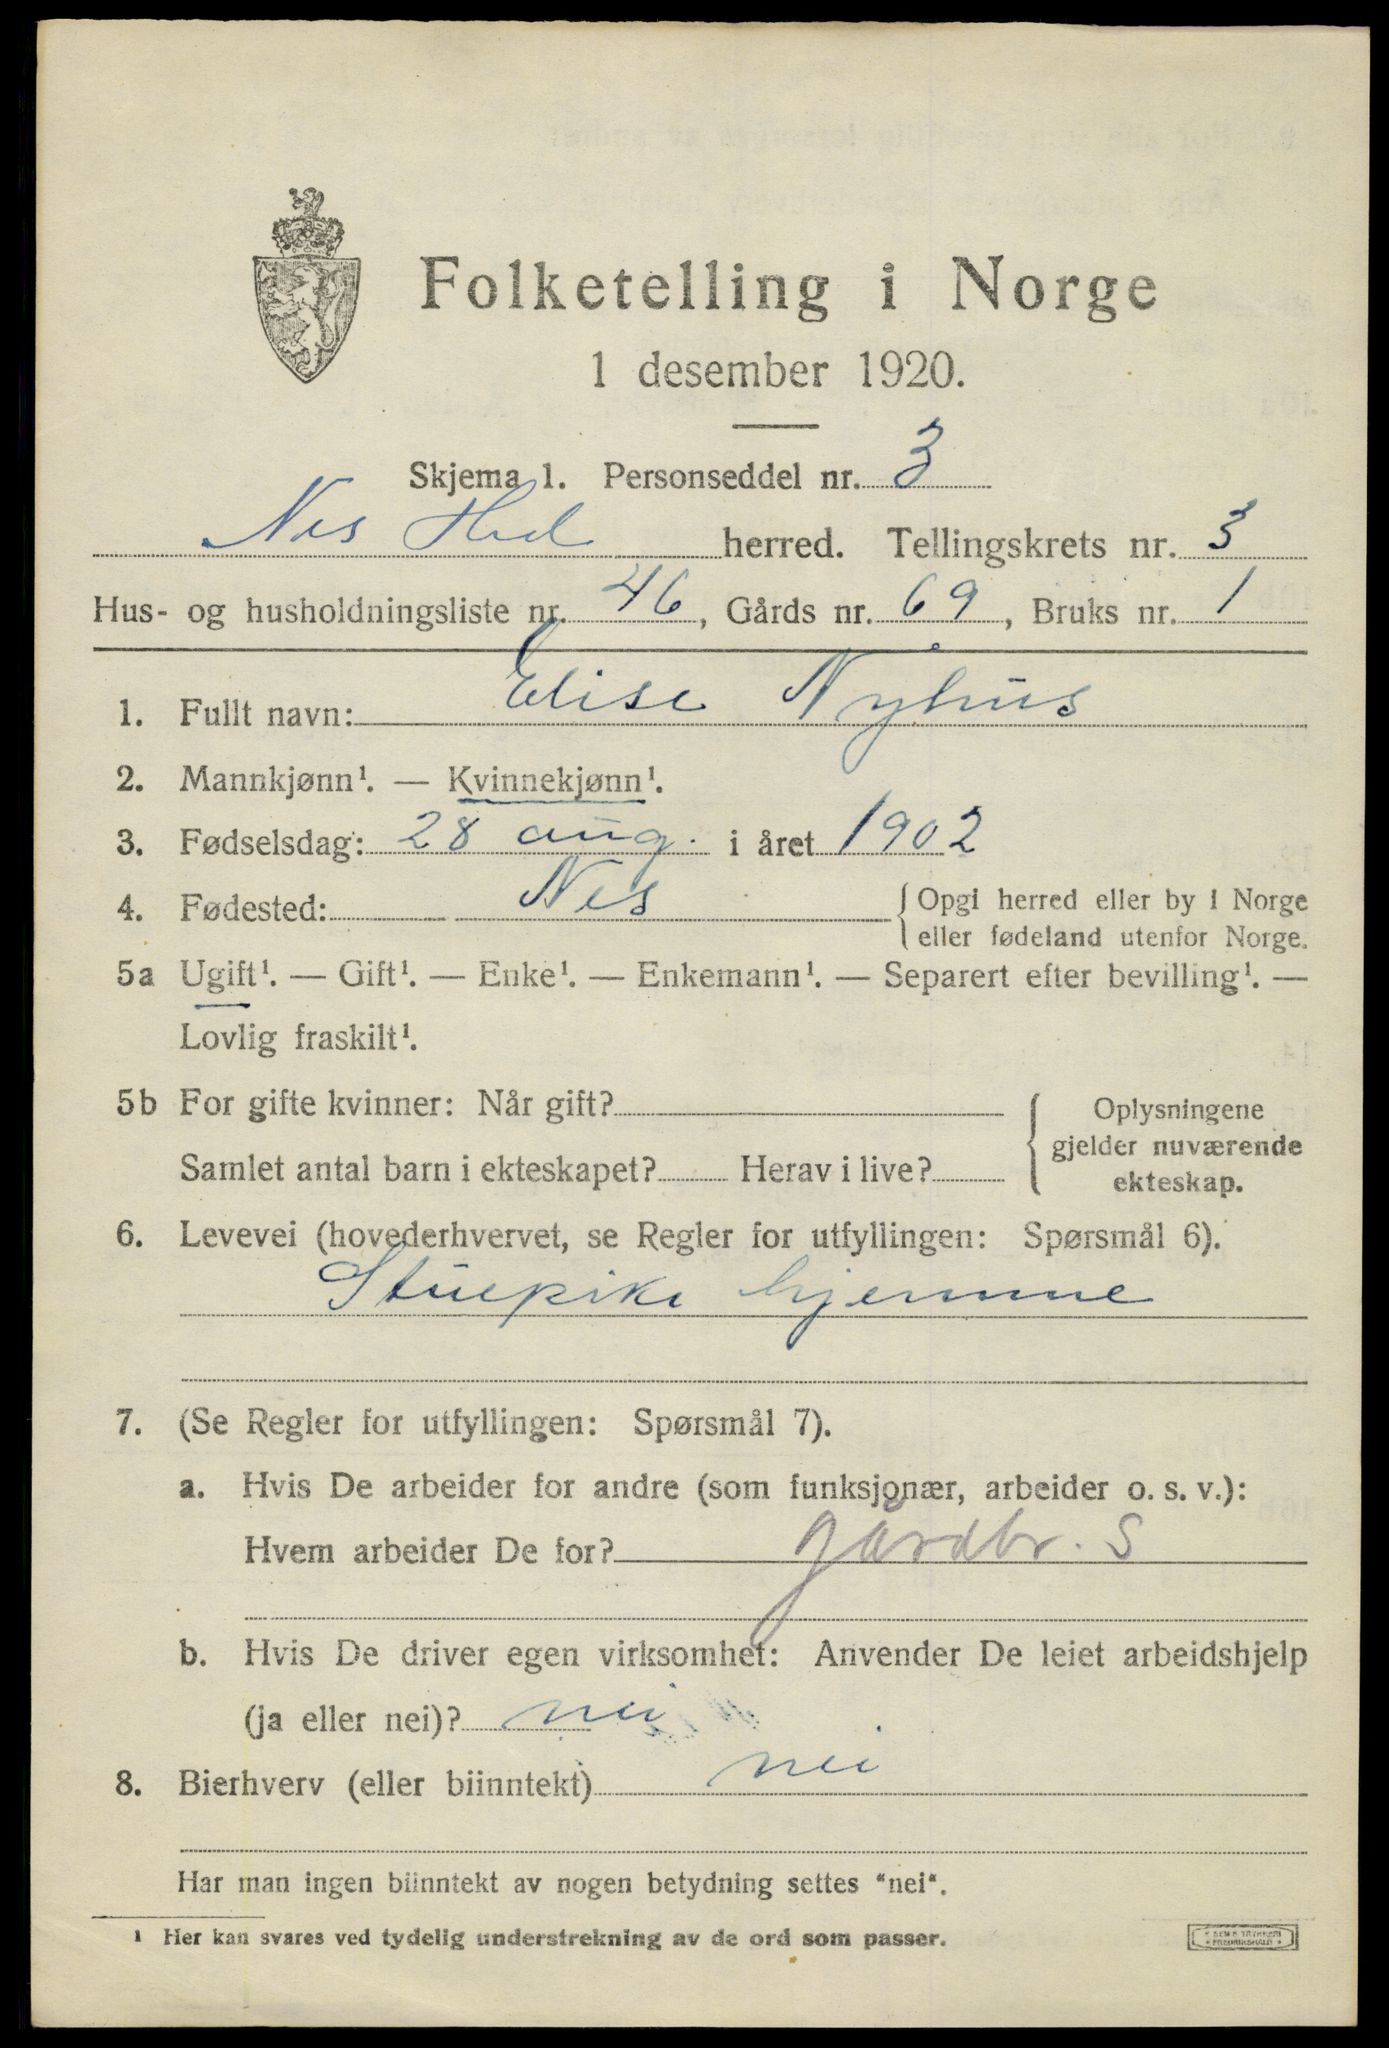 Folketelling i Norge
1 desember 1920.
Skjema 1. Personseddel nr. 3
Nes Hed herred. Tellingskrets nr. 3
Hus- og husholdningsliste nr. 46, Gårds nr. 69, Bruks nr. 1
1. Fullt navn: Elise Nyhus
2. Mannkjønn¹. — Kvinnekjønn¹.
3. Fødselsdag: 28 aug. i året 1902
4. Fødested: Nes {Opgi herred eller by i Norge
eller fødeland utenfor Norge.
5a Ugift¹. — Gift¹. — Enke¹. — Enkemann¹. — Separert efter bevilling¹. —
Lovlig fraskilt¹.
5b For gifte kvinner: Når gift?
Samlet antal barn i ekteskapet? Herav i live?
{ Oplysningene
gjelder nuværende
ekteskap.
6. Levevei (hovederhvervet, se Regler for utfyllingen: Spørsmål 6).
Stuepike hjemme
7. (Se Regler for utfyllingen: Spørsmål 7).
a. Hvis De arbeider for andre (som funksjonær, arbeider o. s. v.):
Hvem arbeider De for? gårdbr. S
b. Hvis De driver egen virksomhet: Anvender De leiet arbeidshjelp
(ja eller nei)? nei
8. Bierhverv (eller biinntekt) nei
Har man ingen biinntekt av nogen betydning settes "nei".
¹ Her kan svares ved tydelig understrekning av de ord som passer.